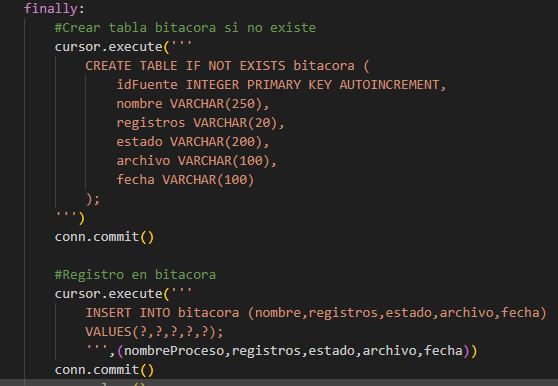 finally:
#Crear tabla bitacora si no existe
cursor.execute('''
CREATE TABLE IF NOT EXISTS bitacora (
idFuente INTEGER PRIMARY KEY AUTOINCREMENT,
nombre VARCHAR(250),
registros VARCHAR(20),
estado VARCHAR(200),
archivo VARCHAR(100),
fecha VARCHAR(100)
);
''')
conn.commit()
#Registro en bitacora
cursor.execute('''
INSERT INTO bitacora (nombre,registros,estado,archivo,fecha)
VALUES(?,?,?,?,?);
''',(nombreProceso,registros,estado,archivo,fecha))
conn.commit()